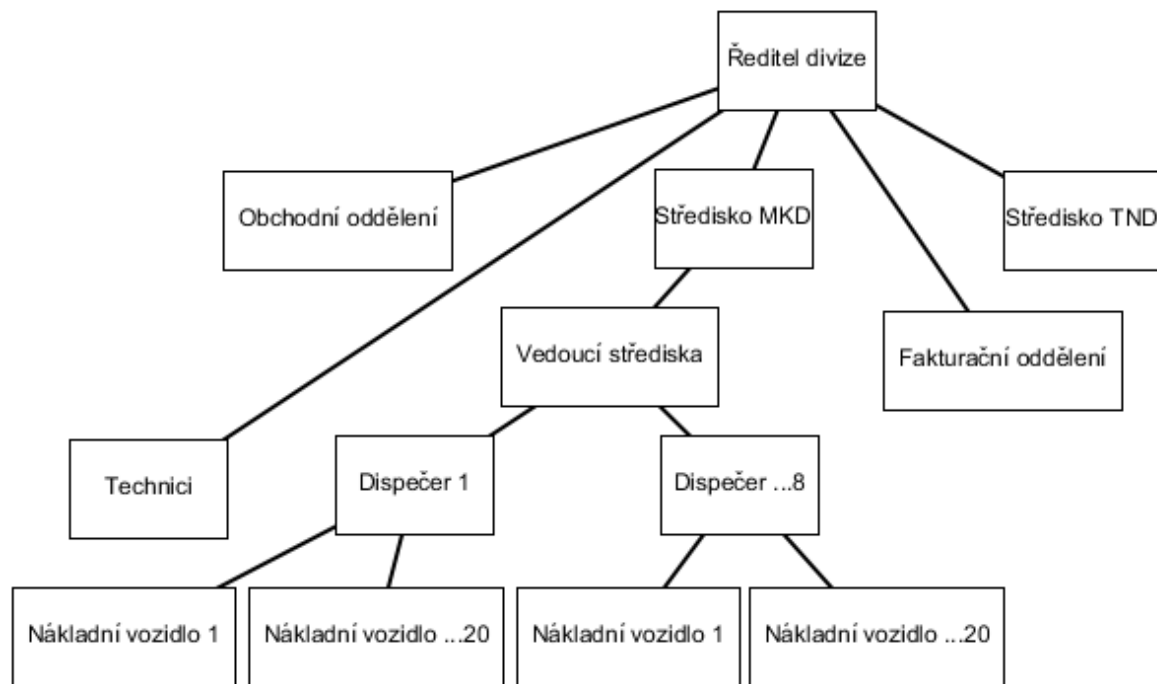 Ředitel divize
Obchodní oddělení
Středisko MKD
Středisko TND
Vedoucí střediska
Fakturační oddělení
Technici
Dispečer 1
Dispečer ...8
Nákladní vozidlo 1
Nákladní vozidlo ...20
Nákladní vozidlo 1
Nákladní vozidlo ...20